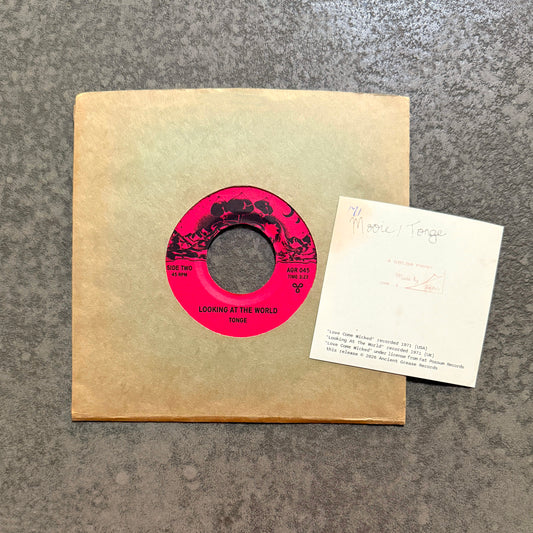 SIDE TWO
45 RPM
AGR 045
LOOKING AT THE WORLD
TONGE
Mooie / Tonge
"Love Come Wicked" recorded 1971 [USA]
"Looking At The World" recorded 1971 [UK]
"Love Come Wicked" under license from Fat Possum Records
this release © 2020 Ancient Grease Records